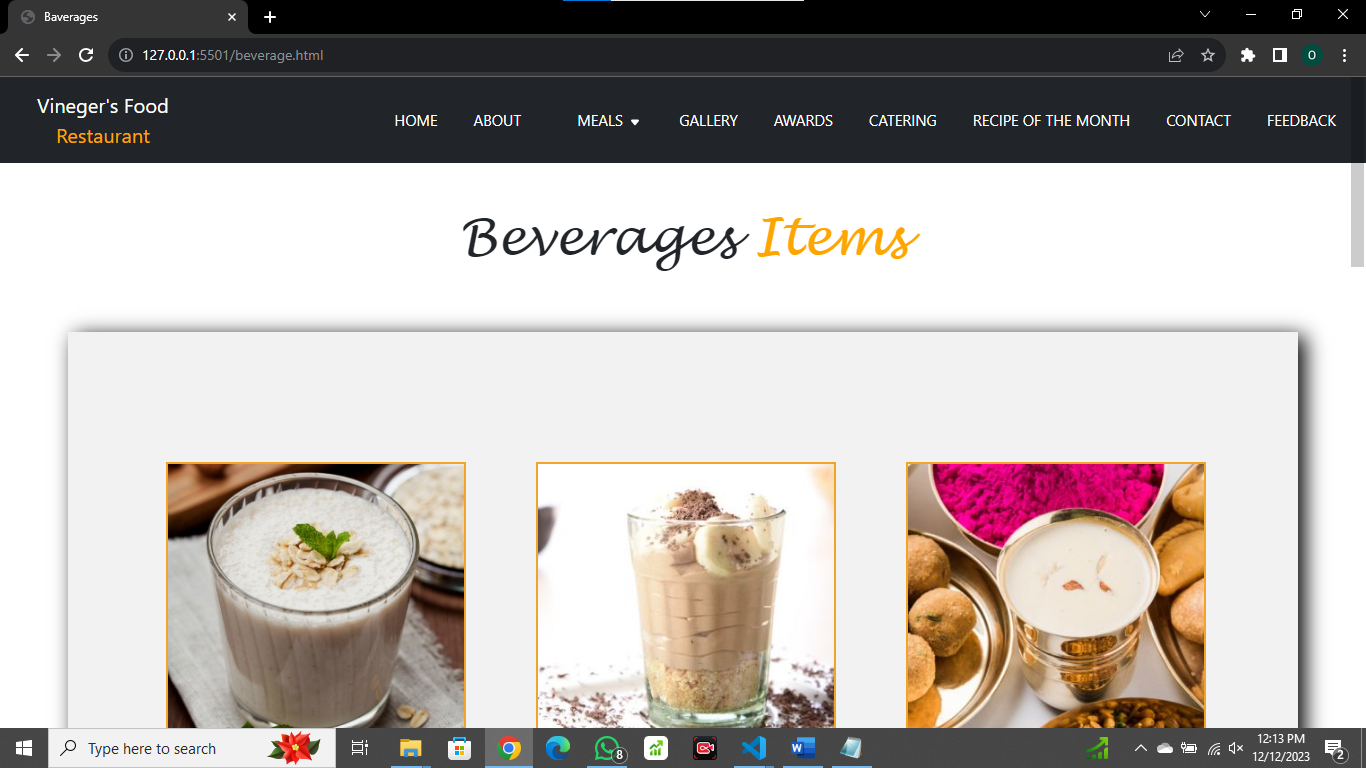 Baverages
127.0.0.1:5501/beverage.html
O
Vineger's Food
Restaurant
HOME ABOUT MEALS GALLERY AWARDS CATERING RECIPE OF THE MONTH CONTACT FEEDBACK
Beverages Items
Type here to search
8
W
12:13 PM
12/12/2023
2